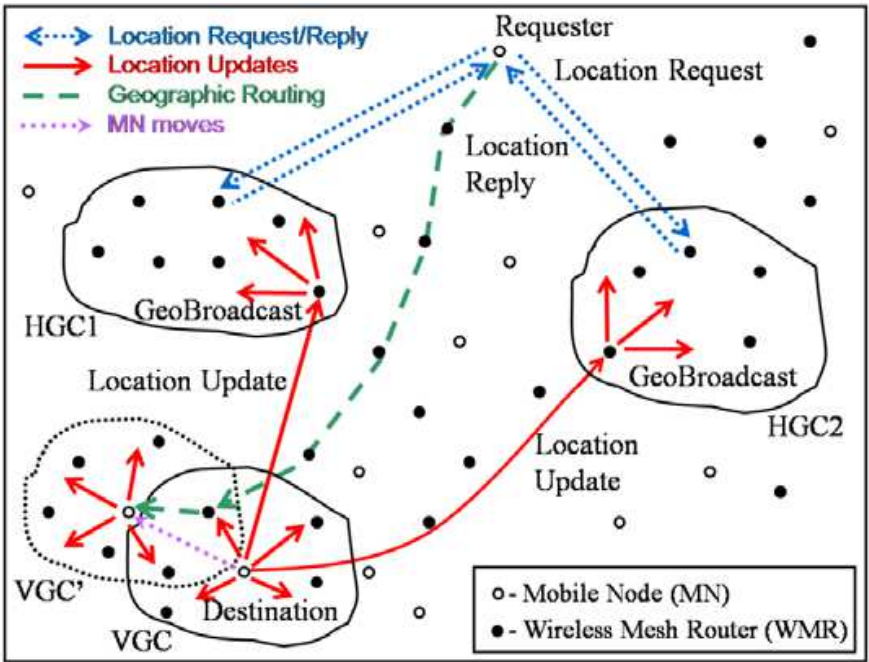 Location Request/Reply
Location Updates
Geographic Routing
MN moves
Requester
Location Request
Location
Reply
GeoBroadcast
HGC1
Location Update
GeoBroadcast
HGC2
Location
Update
VGC'
Destination
VGC
- Mobile Node (MN)
- Wireless Mesh Router (WMR)